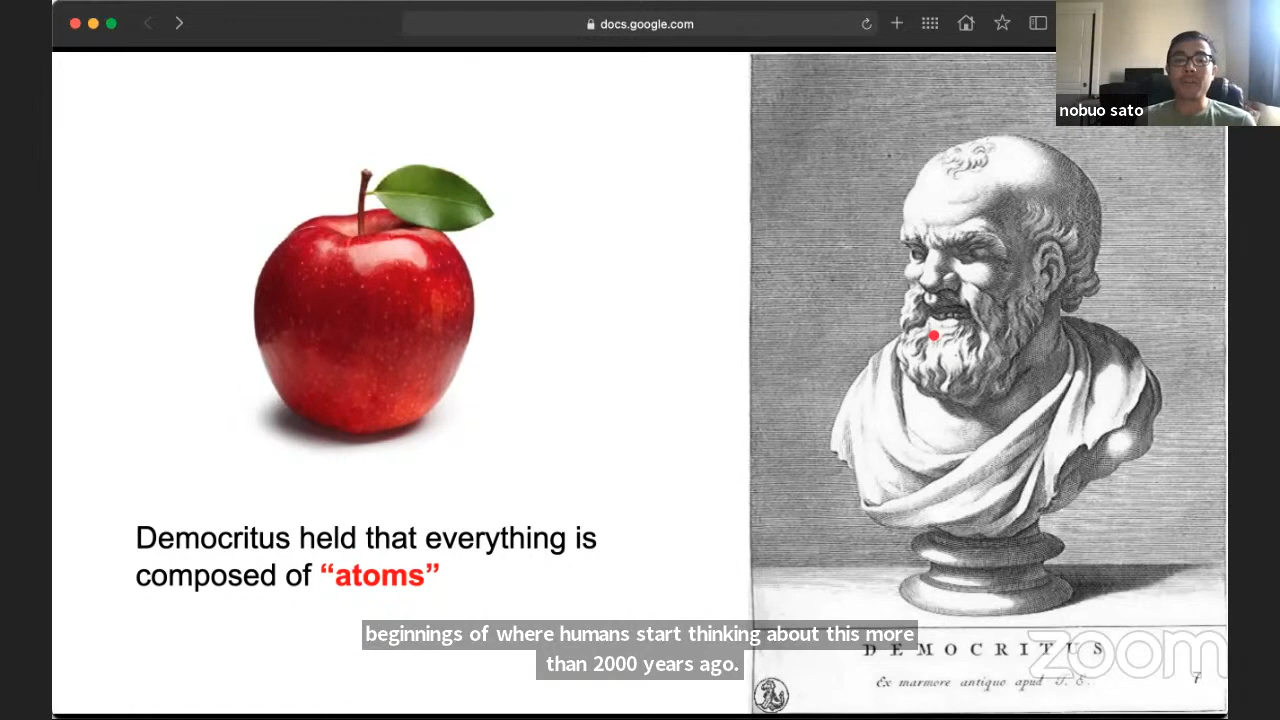 docs.google.com
nobuo sato
Democritus held that everything is
composed of “atoms”
beginnings of where humans start thinking about this more
than 2000 years ago.
DEMOCRITUS
Ex marmore antiquo apud
zoom
7